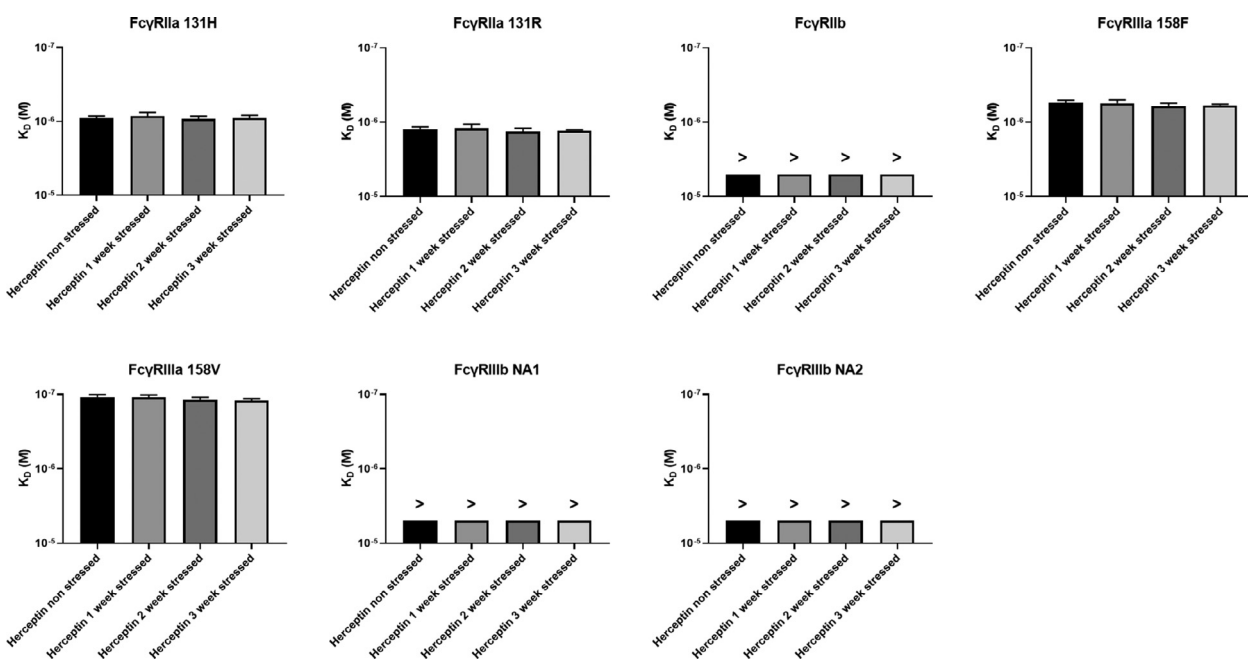 FcγRIIa 131H
10-7
10-6
10-5
KD (M)
Herceptin non stressed
Herceptin 1 week stressed
Herceptin 2 week stressed
Herceptin 3 week stressed
FcγRIIa 131R
10-7
10-6
10-5
KD (M)
Herceptin non stressed
Herceptin 1 week stressed
Herceptin 2 week stressed
Herceptin 3 week stressed
FcγRIIb
10-7
10-6
10-5
KD (M)
> > > >
Herceptin non stressed
Herceptin 1 week stressed
Herceptin 2 week stressed
Herceptin 3 week stressed
FcγRIIIa 158F
10-7
10-6
10-5
KD (M)
Herceptin non stressed
Herceptin 1 week stressed
Herceptin 2 week stressed
Herceptin 3 week stressed
FcγRIIIa 158V
10-7
10-6
10-5
KD (M)
Herceptin non stressed
Herceptin 1 week stressed
Herceptin 2 week stressed
Herceptin 3 week stressed
FcγRIIIb NA1
10-7
10-6
10-5
KD (M)
> > > >
Herceptin non stressed
Herceptin 1 week stressed
Herceptin 2 week stressed
Herceptin 3 week stressed
FcγRIIIb NA2
10-7
10-6
10-5
KD (M)
> > > >
Herceptin non stressed
Herceptin 1 week stressed
Herceptin 2 week stressed
Herceptin 3 week stressed